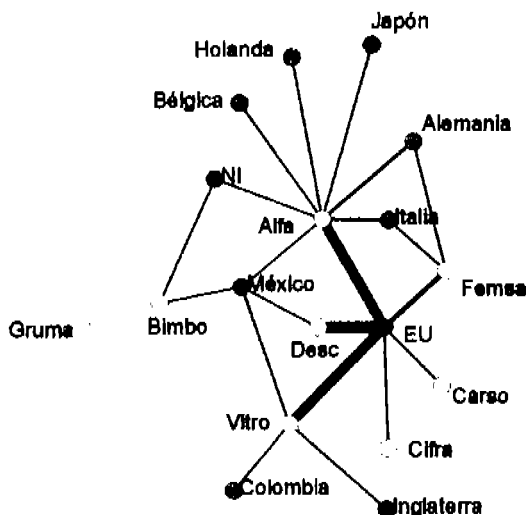 Japón
Holanda
Bélgica
Alemania
NI
Alfa
Italia
México
Femsa
Gruma
Bimbo
Desc
EU
Carso
Vitro
Cifra
Colombia
Inglaterra